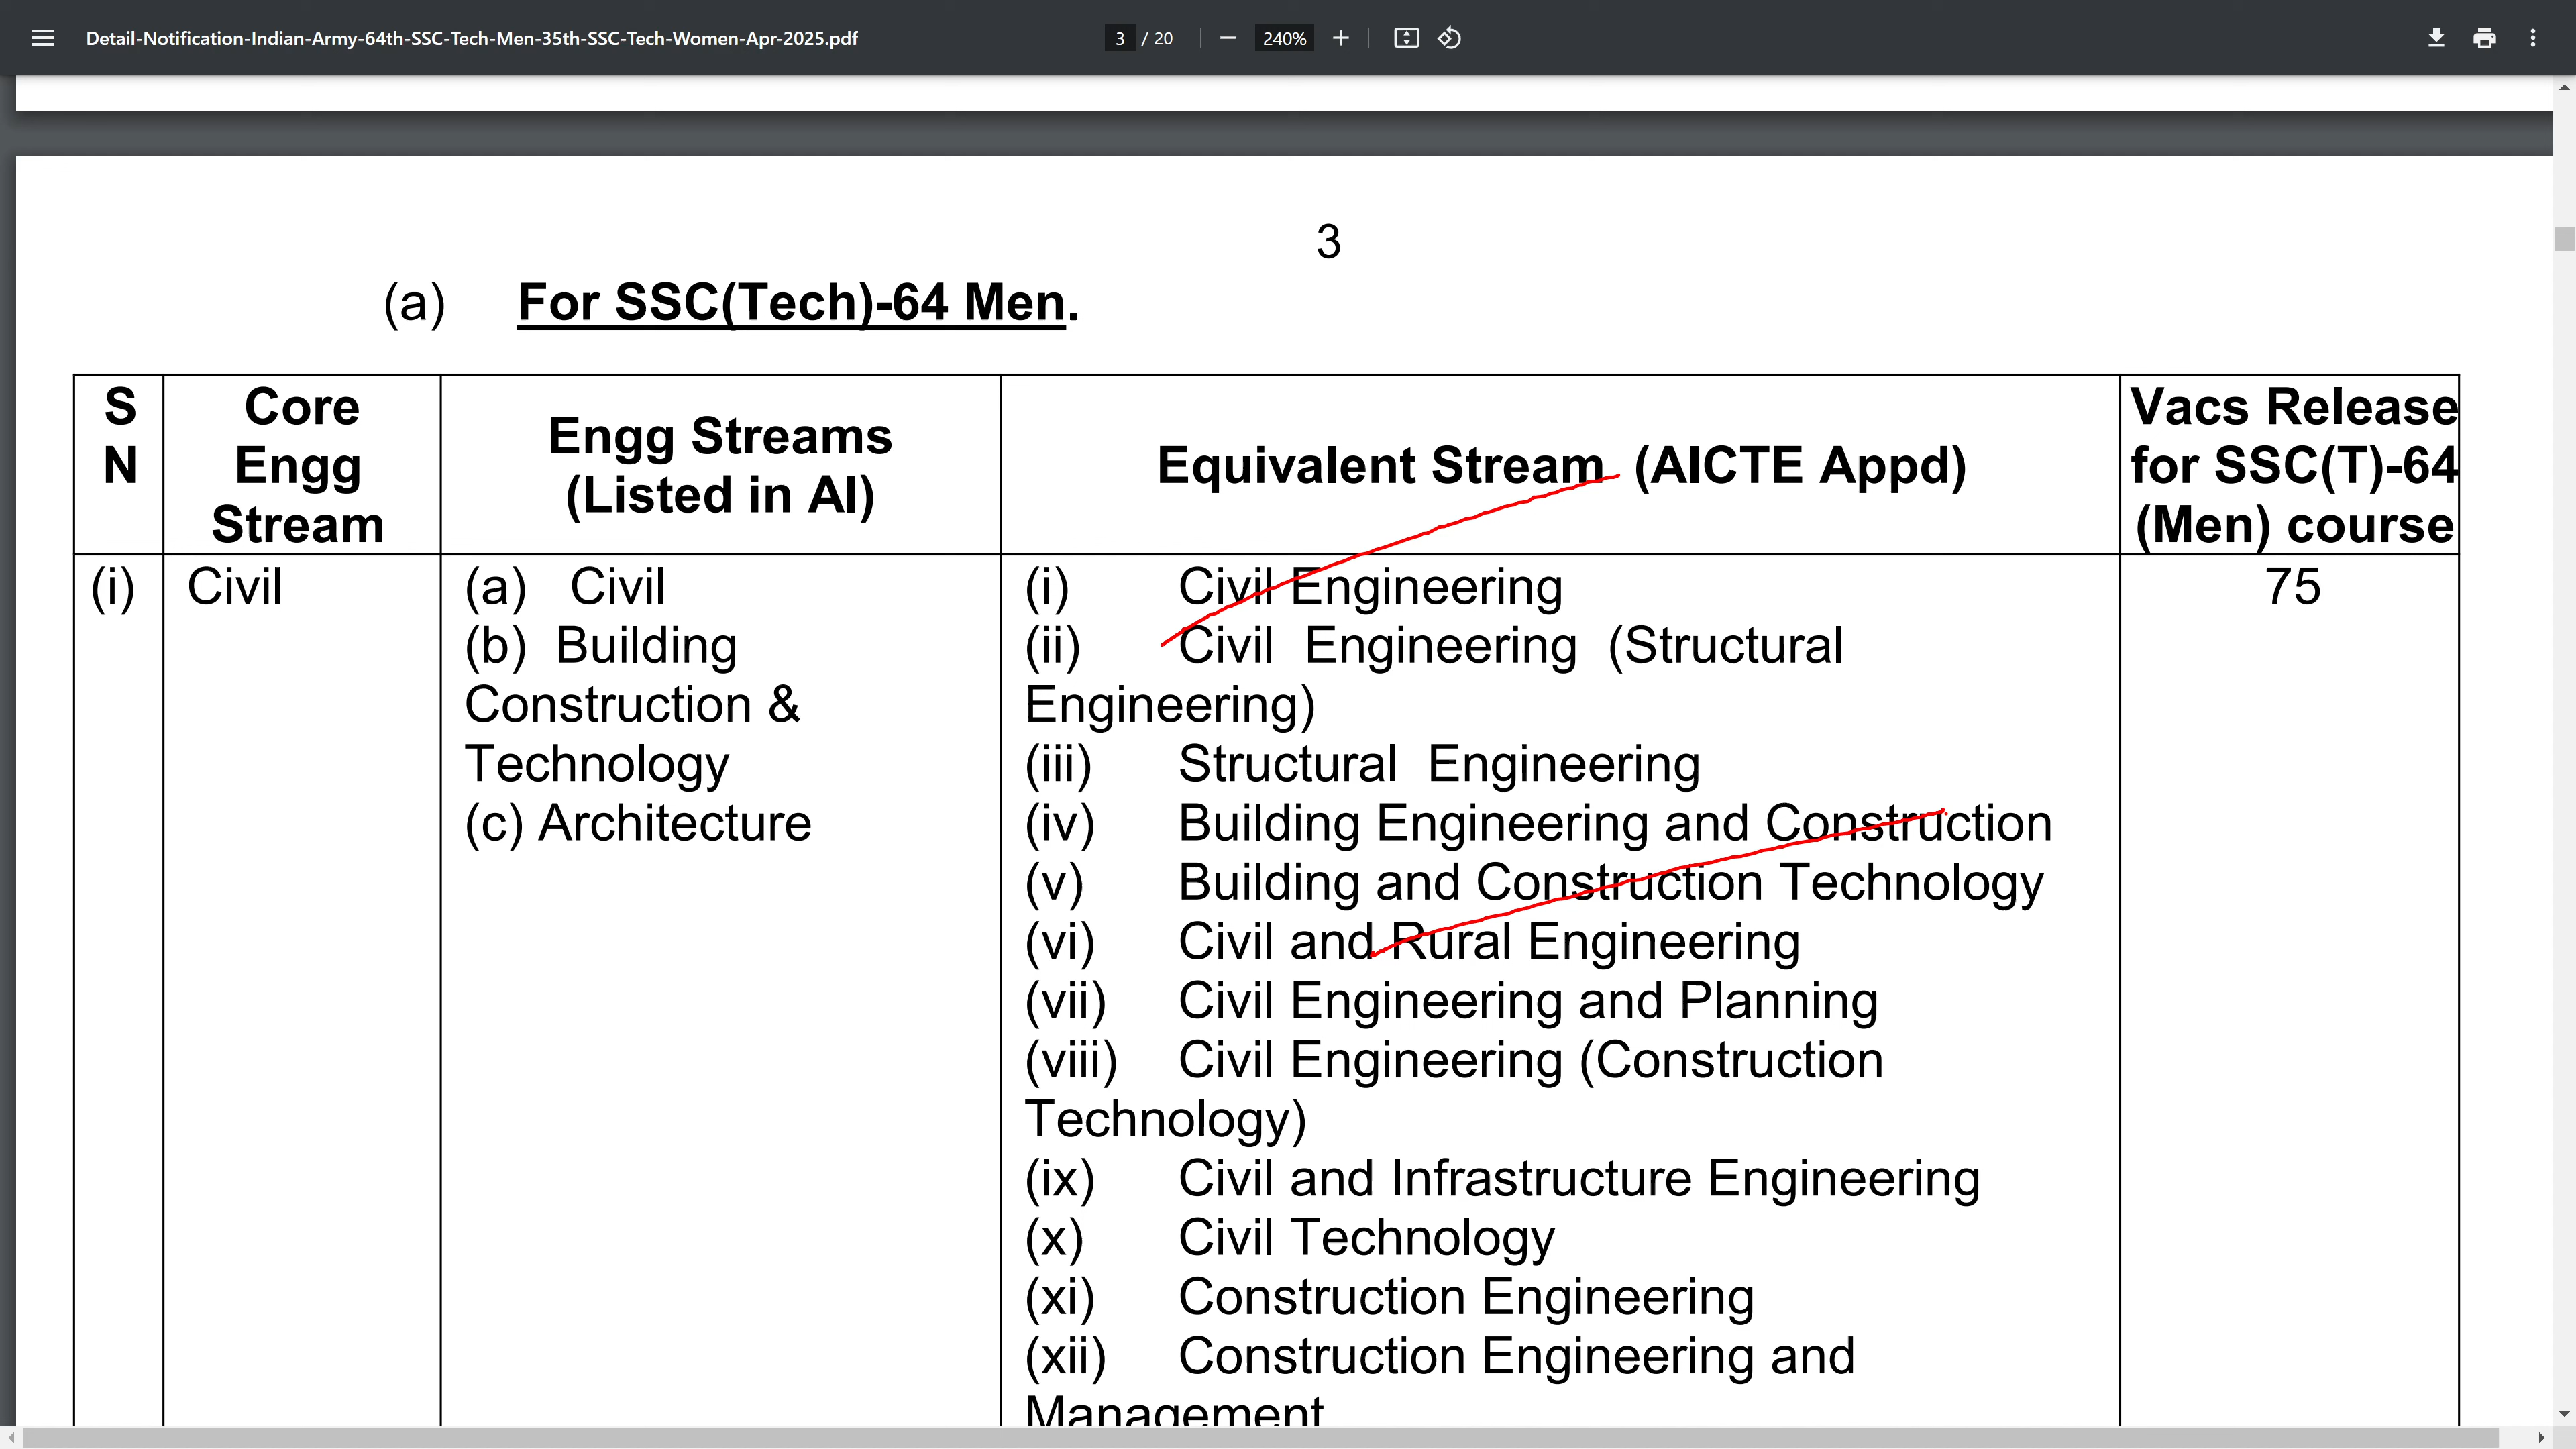 Detail-Notification-Indian-Army-64th-SSC-Tech-Men-35th-SSC-Tech-Women-Apr-2025.pdf
3 / 20
240%
3
(a) For SSC(Tech)-64 Men.
S N
Core Engg Stream
Engg Streams (Listed in AI)
Equivalent Stream (AICTE Appd)
Vacs Release for SSC(T)-64 (Men) course
(i)
Civil
(a) Civil
(b) Building
Construction &
Technology
(c) Architecture
(i) Civil Engineering
(ii) Civil Engineering (Structural
Engineering)
(iii) Structural Engineering
(iv) Building Engineering and Construction
(v) Building and Construction Technology
(vi) Civil and Rural Engineering
(vii) Civil Engineering and Planning
(viii) Civil Engineering (Construction
Technology)
(ix) Civil and Infrastructure Engineering
(x) Civil Technology
(xi) Construction Engineering
(xii) Construction Engineering and
Management
75